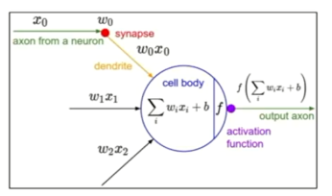 x₀ w₀
synapse
axon from a neuron
w₀x₀
dendrite
cell body
f(∑ᵢ wᵢxᵢ + b)
w₁x₁
∑ᵢ wᵢxᵢ + b f
output axon
activation
function
w₂x₂